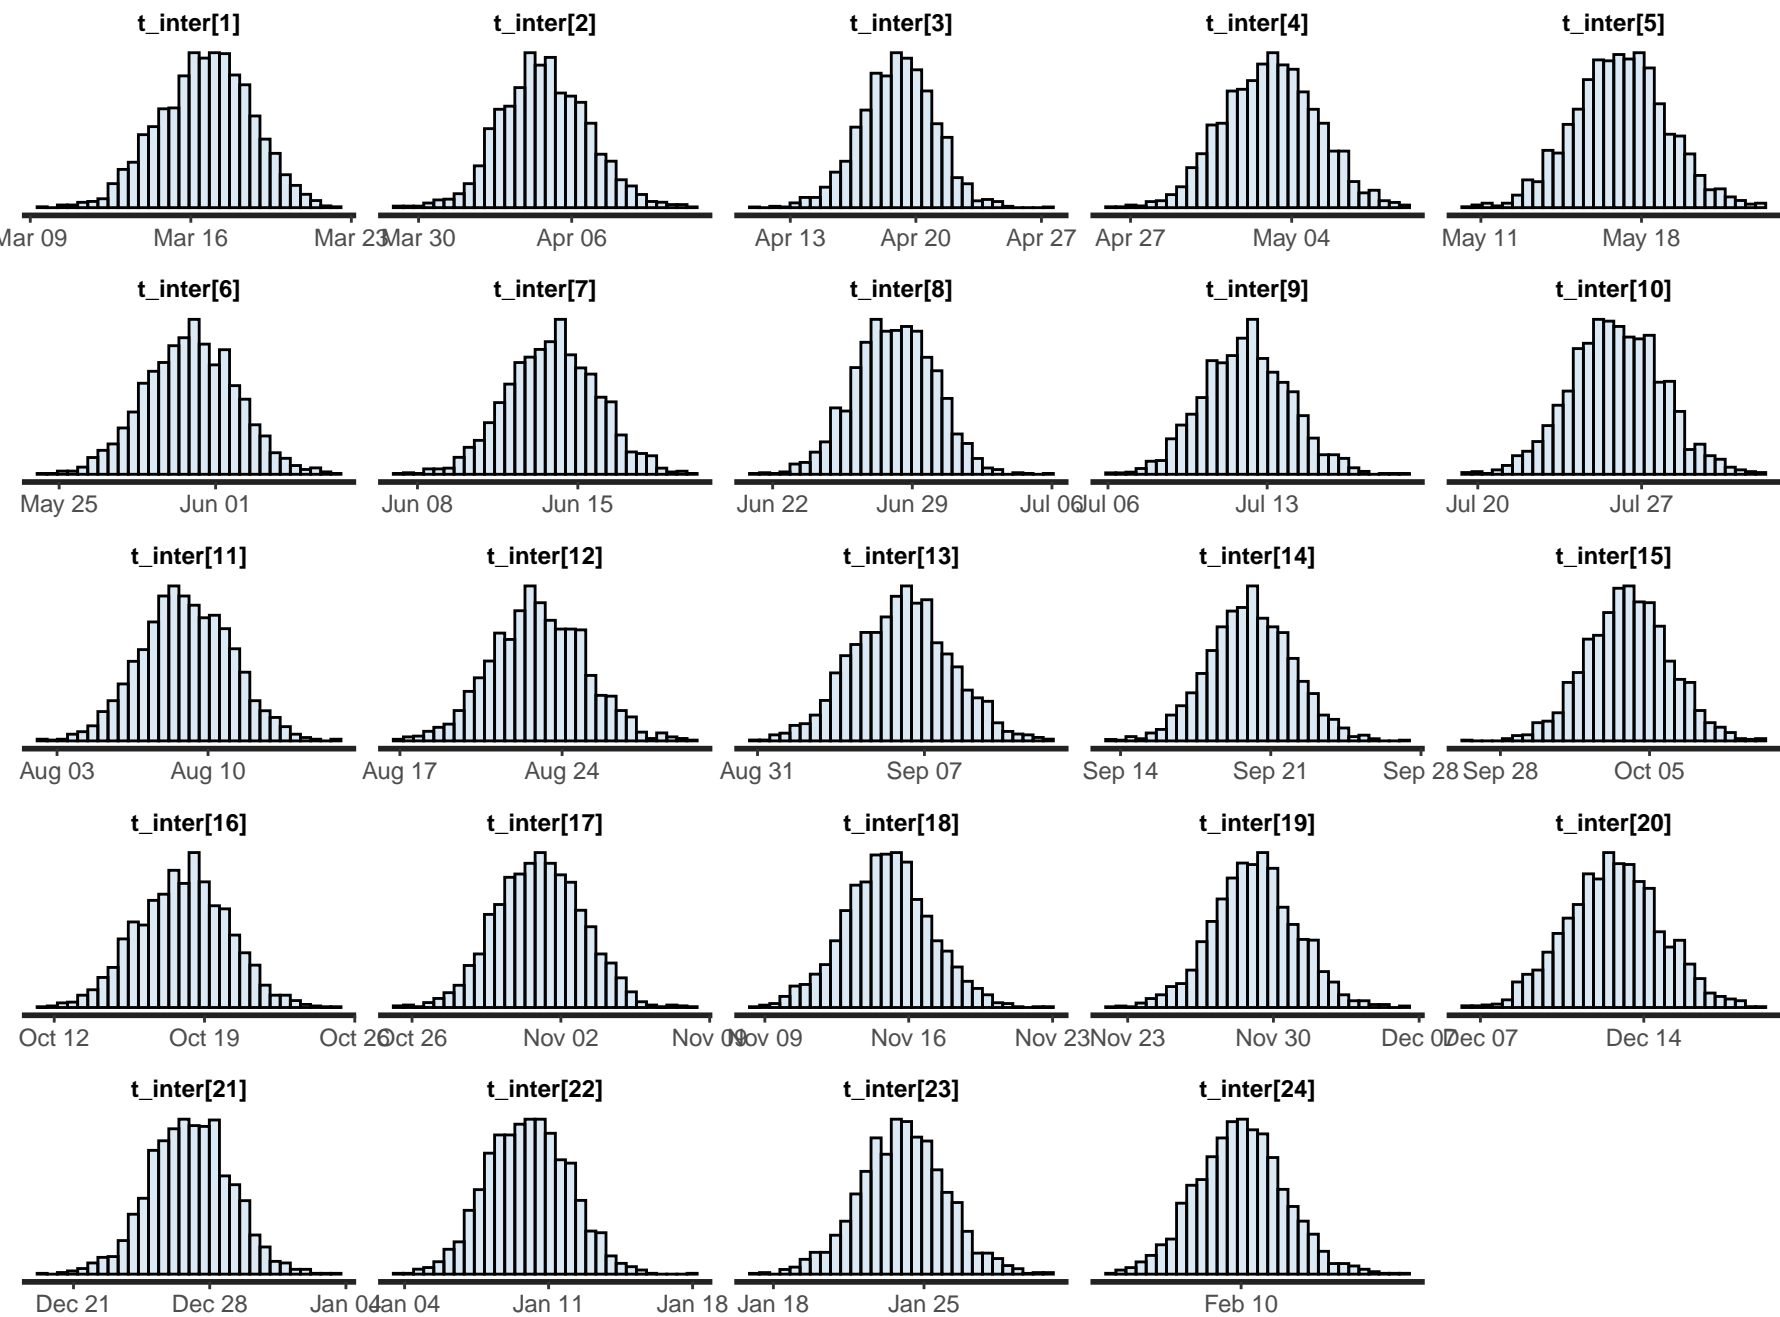 t_inter[1] t_inter[2] t_inter[3] t_inter[4] t_inter[5]
Mar 09 Mar 16 Mar 23 Mar 30 Apr 06 Apr 13 Apr 20 Apr 27 Apr 27 May 04 May 11 May 18
t_inter[6] t_inter[7] t_inter[8] t_inter[9] t_inter[10]
May 25 Jun 01 Jun 08 Jun 15 Jun 22 Jun 29 Jul 06 Jul 06 Jul 13 Jul 20 Jul 27
t_inter[11] t_inter[12] t_inter[13] t_inter[14] t_inter[15]
Aug 03 Aug 10 Aug 17 Aug 24 Aug 31 Sep 07 Sep 14 Sep 21 Sep 28 Sep 28 Oct 05
t_inter[16] t_inter[17] t_inter[18] t_inter[19] t_inter[20]
Oct 12 Oct 19 Oct 26 Oct 26 Nov 02 Nov 09 Nov 09 Nov 16 Nov 23 Nov 23 Nov 30 Dec 07 Dec 07 Dec 14
t_inter[21] t_inter[22] t_inter[23] t_inter[24]
Dec 21 Dec 28 Jan 04 Jan 04 Jan 11 Jan 18 Jan 18 Jan 25 Feb 10